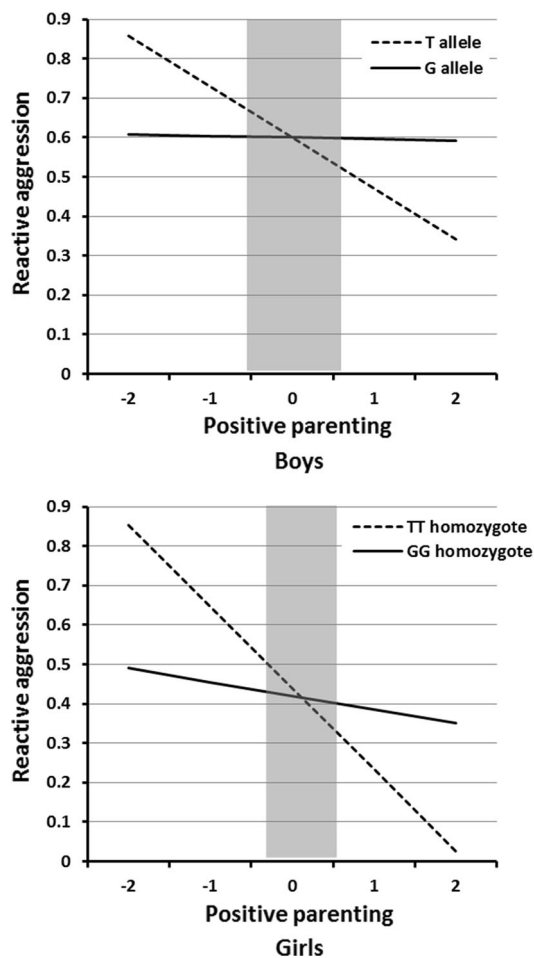 0.9
0.8
0.7
0.6
0.5
0.4
0.3
0.2
0.1
0
Reactive aggression
T allele
G allele
-2 -1 0 1 2
Positive parenting
Boys
0.9
0.8
0.7
0.6
0.5
0.4
0.3
0.2
0.1
0
Reactive aggression
TT homozygote
GG homozygote
-2 -1 0 1 2
Positive parenting
Girls